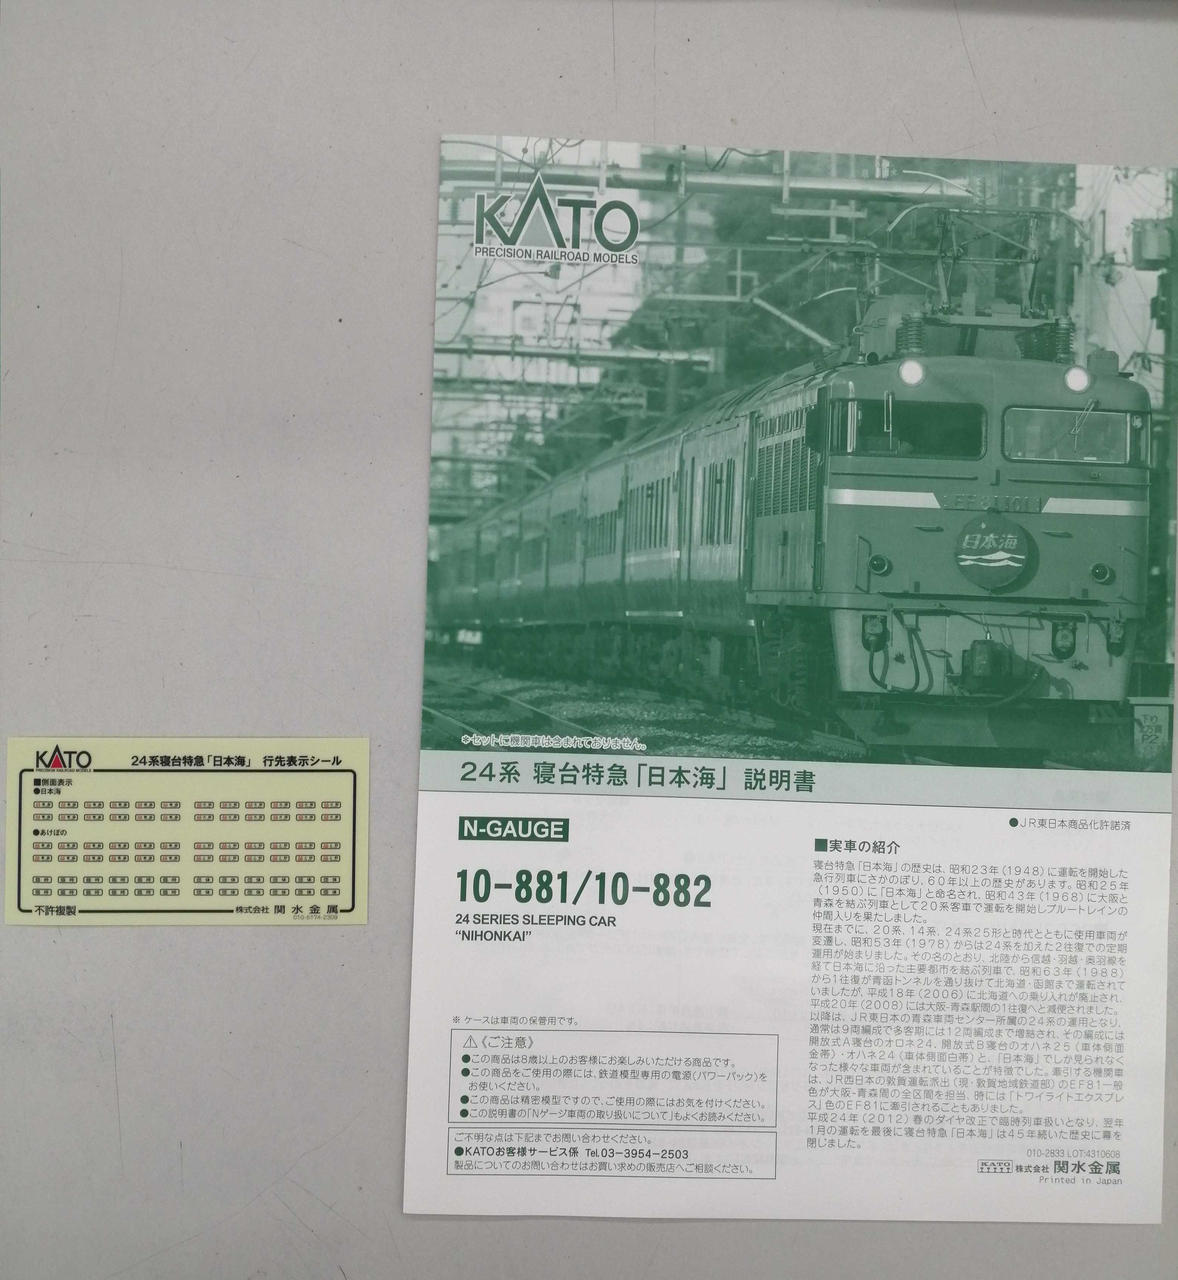 KATO
PRECISION RAILROAD MODELS
EF81 101
日本海
下り
P2
※セットに機関車は含まれておりません。
24系 寝台特急「日本海」 説明書
N-GAUGE
10-881/10-882
24 SERIES SLEEPING CAR
“NIHONKAI”
※ ケースは車両の保管用です。
⚠《ご注意》
●この商品は8歳以上のお客様にお楽しみいただける商品です。
●この商品をご使用の際には、鉄道模型専用の電源(パワーパック)を
お使いください。
●この商品は精密模型ですので、ご使用の際にはお気を付けください。
●この説明書の「Nゲージ車両の取り扱いについて」もよくお読みください。
ご不明な点は下記までお問い合わせください。
●KATOお客様サービス係 Tel.03-3954-2503
製品についてのお問い合わせはお買い求めの販売店へご相談ください。
●JR東日本商品化許諾済
■実車の紹介
寝台特急「日本海」の歴史は、昭和23年(1948)に運転を開始した
急行列車にさかのぼり、60年以上の歴史があります。昭和25年
(1950)に「日本海」と命名され、昭和43年(1968)に大阪と
青森を結ぶ列車として20系客車で運転を開始しブルートレインの
仲間入りを果たしました。
現在までに、20系、14系、24系25形と時代とともに使用車両が
変遷し、昭和53年(1978)からは24系を加えた2往復での定期
運用が始まりました。その名のとおり、北陸から信越・羽越・奥羽線を
経て日本海に沿った主要都市を結ぶ列車で、昭和63年(1988)
から1往復が青函トンネルを通り抜けて北海道・函館まで運転されて
いましたが、平成18年(2006)に北海道への乗り入れが廃止され、
平成20年(2008)には大阪-青森駅間の1往復へと減便されました。
以降は、JR東日本の青森車両センター所属の24系の運用となり、
通常は9両編成で多客期には12両編成まで増結され、その編成には
開放式A寝台のオロネ24、開放式B寝台のオハネ25(車体側面
金帯)・オハネ24(車体側面白帯)と、「日本海」でしか見られなく
なった様々な車両が含まれていることが特徴でした。牽引する機関車
は、JR西日本の敦賀運転派出(現・敦賀地域鉄道部)のEF81一般
色が大阪-青森間の全区間を担当、時には「トワイライトエクスプレ
ス」色のEF81に牽引されることもありました。
平成24年(2012)春のダイヤ改正で臨時列車扱いとなり、翌年
1月の運転を最後に寝台特急「日本海」は45年続いた歴史に幕を
閉じました。
010-2833 LOT:4310608
KATO 株式会社 関水金属
Printed in Japan
KATO
PRECISION RAILROAD MODELS
24系寝台特急「日本海」 行先表示シール
■側面表示
●日本海
●あけぼの
不許複製
株式会社 関水金属
010-8174-2309